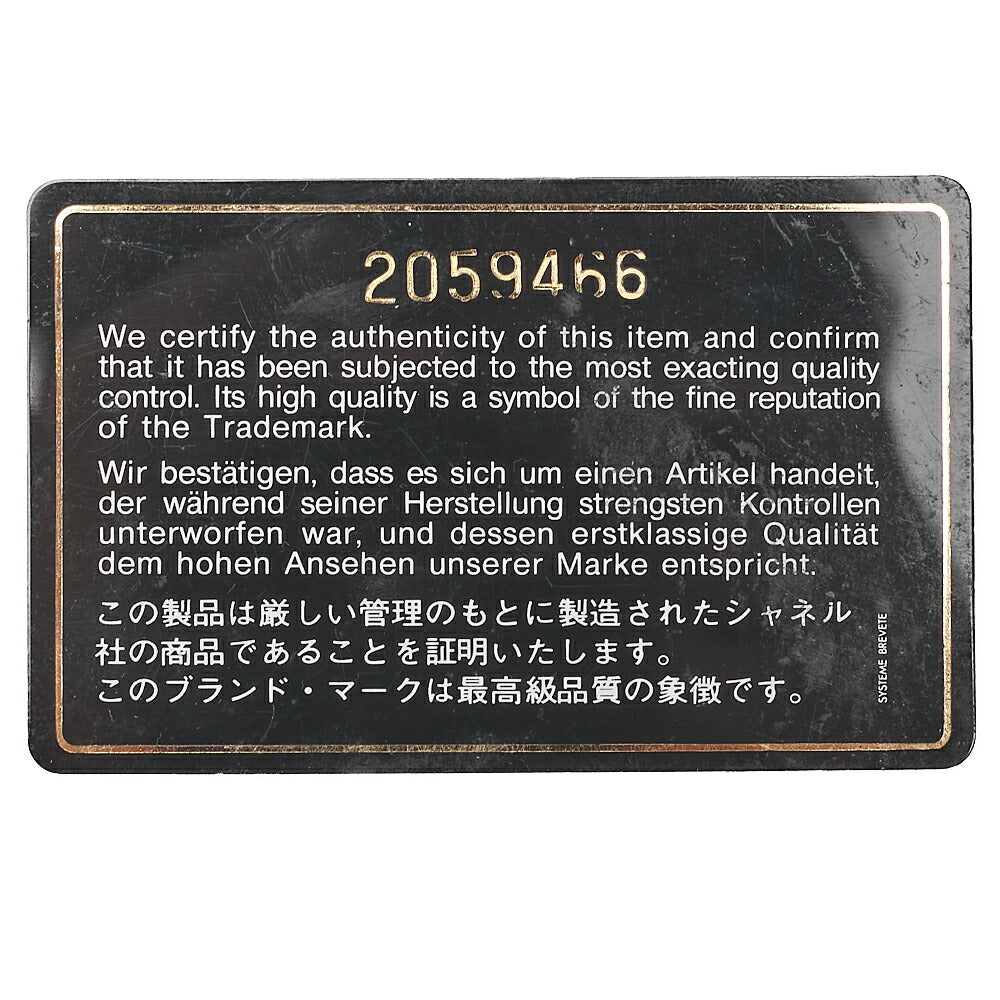 2059466
We certify the authenticity of this item and confirm
that it has been subjected to the most exacting quality
control. Its high quality is a symbol of the fine reputation
of the Trademark.
Wir bestätigen, dass es sich um einen Artikel handelt,
der während seiner Herstellung strengsten Kontrollen
unterworfen war, und dessen erstklassige Qualität
dem hohen Ansehen unserer Marke entspricht.
この製品は厳しい管理のもとに製造されたシャネル
社の商品であることを証明いたします。
このブランド・マークは最高級品質の象徴です。
SYSTEME BREVETE